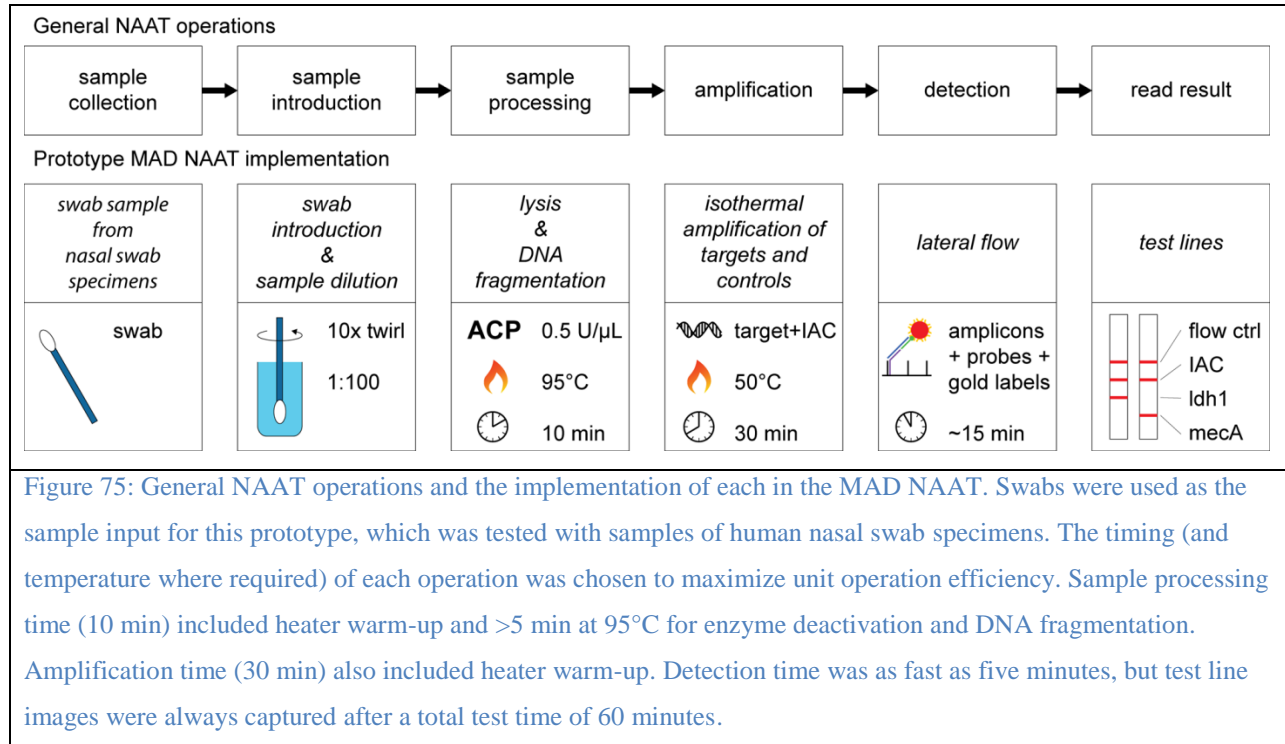 General NAAT operations
sample
collection
sample
introduction
sample
processing
amplification
detection
read result
Prototype MAD NAAT implementation
swab sample
from
nasal swab
specimens
swab
swab
introduction
&
sample dilution
10x twirl
1:100
lysis
&
DNA
fragmentation
ACP 0.5 U/µL
95°C
10 min
isothermal
amplification of
targets and
controls
target+IAC
50°C
30 min
lateral flow
amplicons
+ probes +
gold labels
~15 min
test lines
flow ctrl
IAC
ldh1
mecA
Figure 75: General NAAT operations and the implementation of each in the MAD NAAT. Swabs were used as the
sample input for this prototype, which was tested with samples of human nasal swab specimens. The timing (and
temperature where required) of each operation was chosen to maximize unit operation efficiency. Sample processing
time (10 min) included heater warm-up and >5 min at 95°C for enzyme deactivation and DNA fragmentation.
Amplification time (30 min) also included heater warm-up. Detection time was as fast as five minutes, but test line
images were always captured after a total test time of 60 minutes.